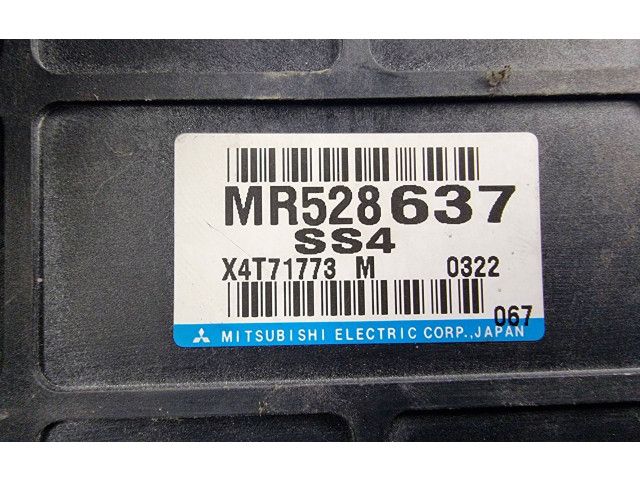 MR528637
SS4
X4T71773 M 0322
067
MITSUBISHI ELECTRIC CORP.,JAPAN